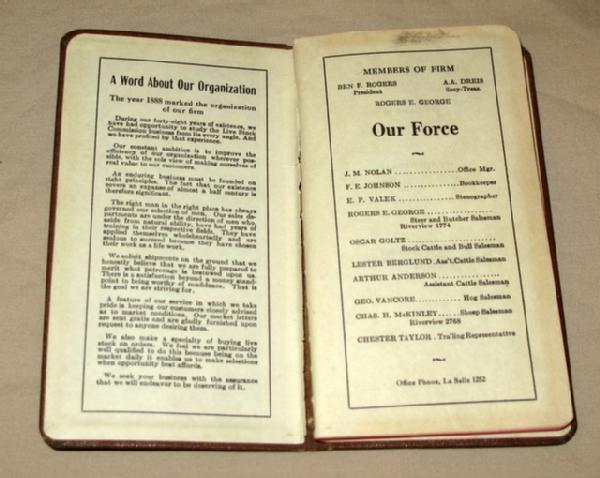 A Word About Our Organization
The year 1888 marked the organization
of our firm
During our forty-eight years of existence, we
have had opportunity to study the Live Stock
Commission business from its every angle. And
we have profited by that experience.
Our constant ambition is to improve the
efficiency of our organization wherever pos-
sible, with the sole view of making ourselves of
real value to our customers.
An enduring business must be founded on
right principles. The fact that our existence
covers an expanse of almost half a century is
therefore significant.
The right man in the right place has always
governed our selection of men. Our sales de-
partments are under the direction of men who,
aside from natural ability, have had years of
training in their respective fields. They have
applied themselves wholeheartedly and are
zealous to succeed because they have chosen
their work as a life work.
We solicit shipments on the ground that we
honestly believe that we are fully prepared to
merit what patronage is bestowed upon us.
There is a satisfaction beyond a money stand-
point in being worthy of confidence. That is
the goal we are striving for.
A feature of our service in which we take
pride is keeping our customers closely advised
as to market conditions. Our market letters
are sent gratis and are gladly furnished upon
request to anyone desiring them.
We also make a specialty of buying live
stock on orders. We feel we are particularly
well qualified to do this because being on the
market daily it enables us to make selections
when opportunity best affords.
We seek your business with the assurance
that we will endeavor to be deserving of it.
MEMBERS OF FIRM
BEN F. ROGERS A.A. DREIS
President Secy-Treas
ROGERS E. GEORGE
Our Force
J. M. NOLAN ................ Office Mgr.
F. E. JOHNSON ............... Bookkeeper
E. P. VALEK ................ Stenographer
ROGERS E. GEORGE ................
Steer and Butcher Salesman
Riverview 1774
OSCAR GOLTZ ......................
Stock Cattle and Bull Salesman
LESTER BERGLUND . Ass't. Cattle Salesman
ARTHUR ANDERSON ................
Assistant Cattle Salesman
GEO. VANCORE ........... Hog Salesman
CHAS. H. McKINLEY ..... Sheep Salesman
Riverview 2768
CHESTER TAYLOR . Trailing Representative
Office Phone, La Salle 1252